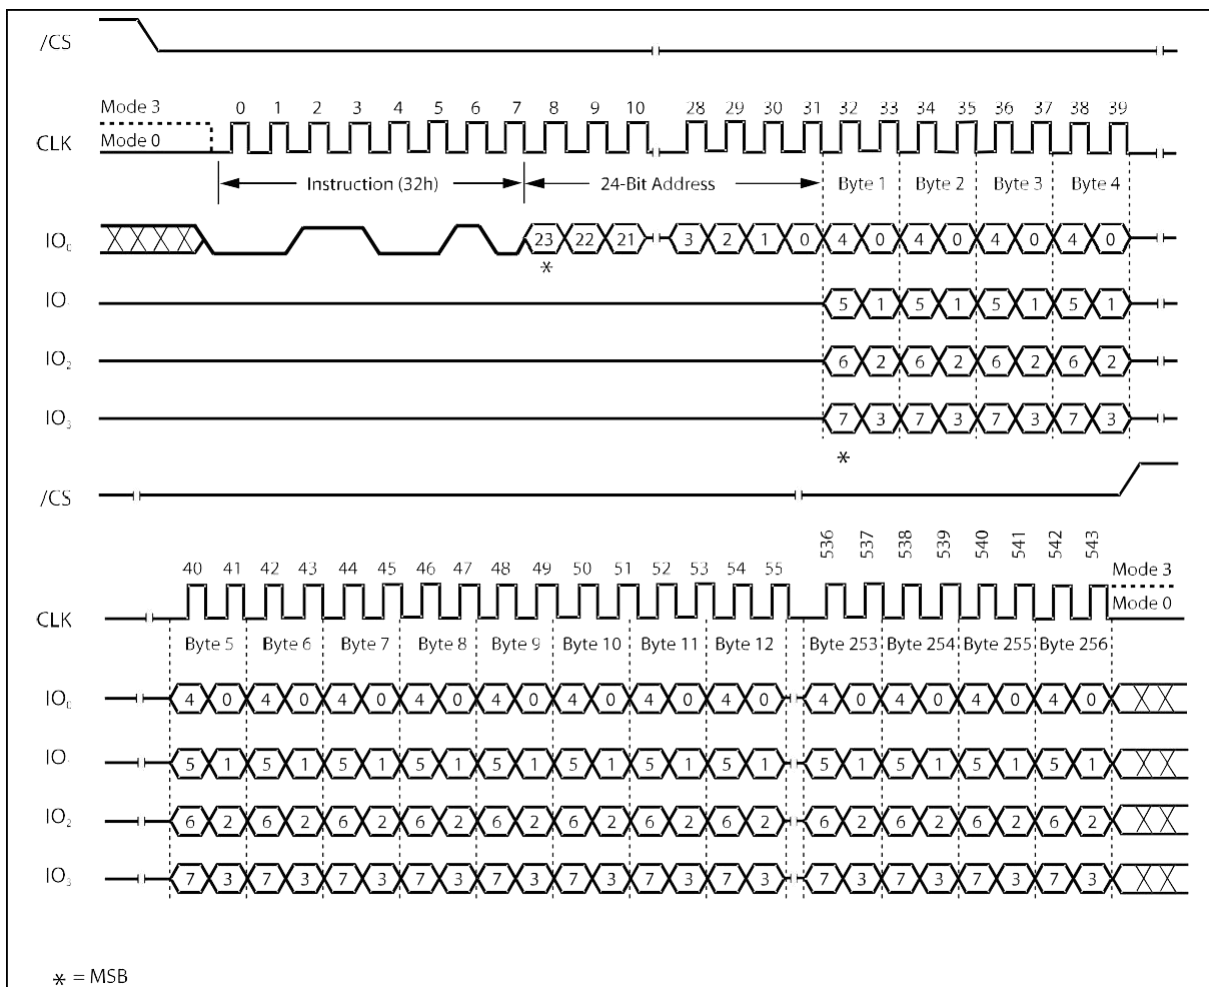 /CS
Mode 3
0 1 2 3 4 5 6 7 8 9 10 28 29 30 31 32 33 34 35 36 37 38 39
CLK
Mode 0
Instruction (32h) 24-Bit Address Byte 1 Byte 2 Byte 3 Byte 4
IO₀ 23 22 21 3 2 1 0 4 0 4 0 4 0 4 0
*
IO 5 1 5 1 5 1 5 1
IO₂ 6 2 6 2 6 2 6 2
IO₃ 7 3 7 3 7 3 7 3
*
/CS
536 537 538 539 540 541 542 543
40 41 42 43 44 45 46 47 48 49 50 51 52 53 54 55 Mode 3
CLK Mode 0
Byte 5 Byte 6 Byte 7 Byte 8 Byte 9 Byte 10 Byte 11 Byte 12 Byte 253 Byte 254 Byte 255 Byte 256
IO₀ 4 0 4 0 4 0 4 0 4 0 4 0 4 0 4 0 4 0 4 0 4 0 4 0
IO 5 1 5 1 5 1 5 1 5 1 5 1 5 1 5 1 5 1 5 1 5 1 5 1
IO₂ 6 2 6 2 6 2 6 2 6 2 6 2 6 2 6 2 6 2 6 2 6 2 6 2
IO₃ 7 3 7 3 7 3 7 3 7 3 7 3 7 3 7 3 7 3 7 3 7 3 7 3
* = MSB